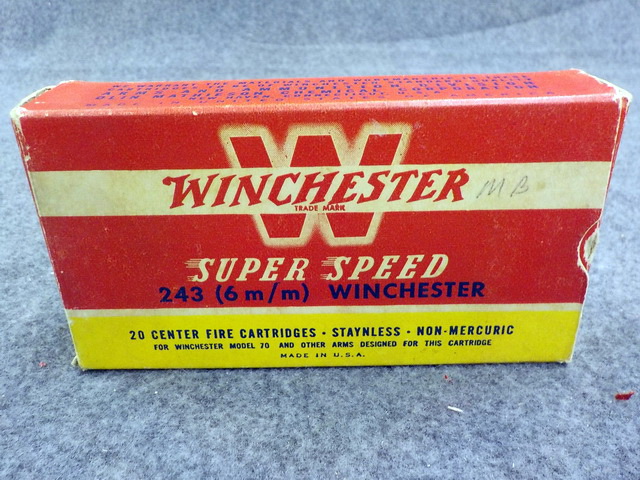 WINCHESTER MB
TRADE MARK
SUPER SPEED
243 (6 m/m) WINCHESTER
20 CENTER FIRE CARTRIDGES • STAYNLESS • NON-MERCURIC
FOR WINCHESTER MODEL 70 AND OTHER ARMS DESIGNED FOR THIS CARTRIDGE
MADE IN U.S.A.